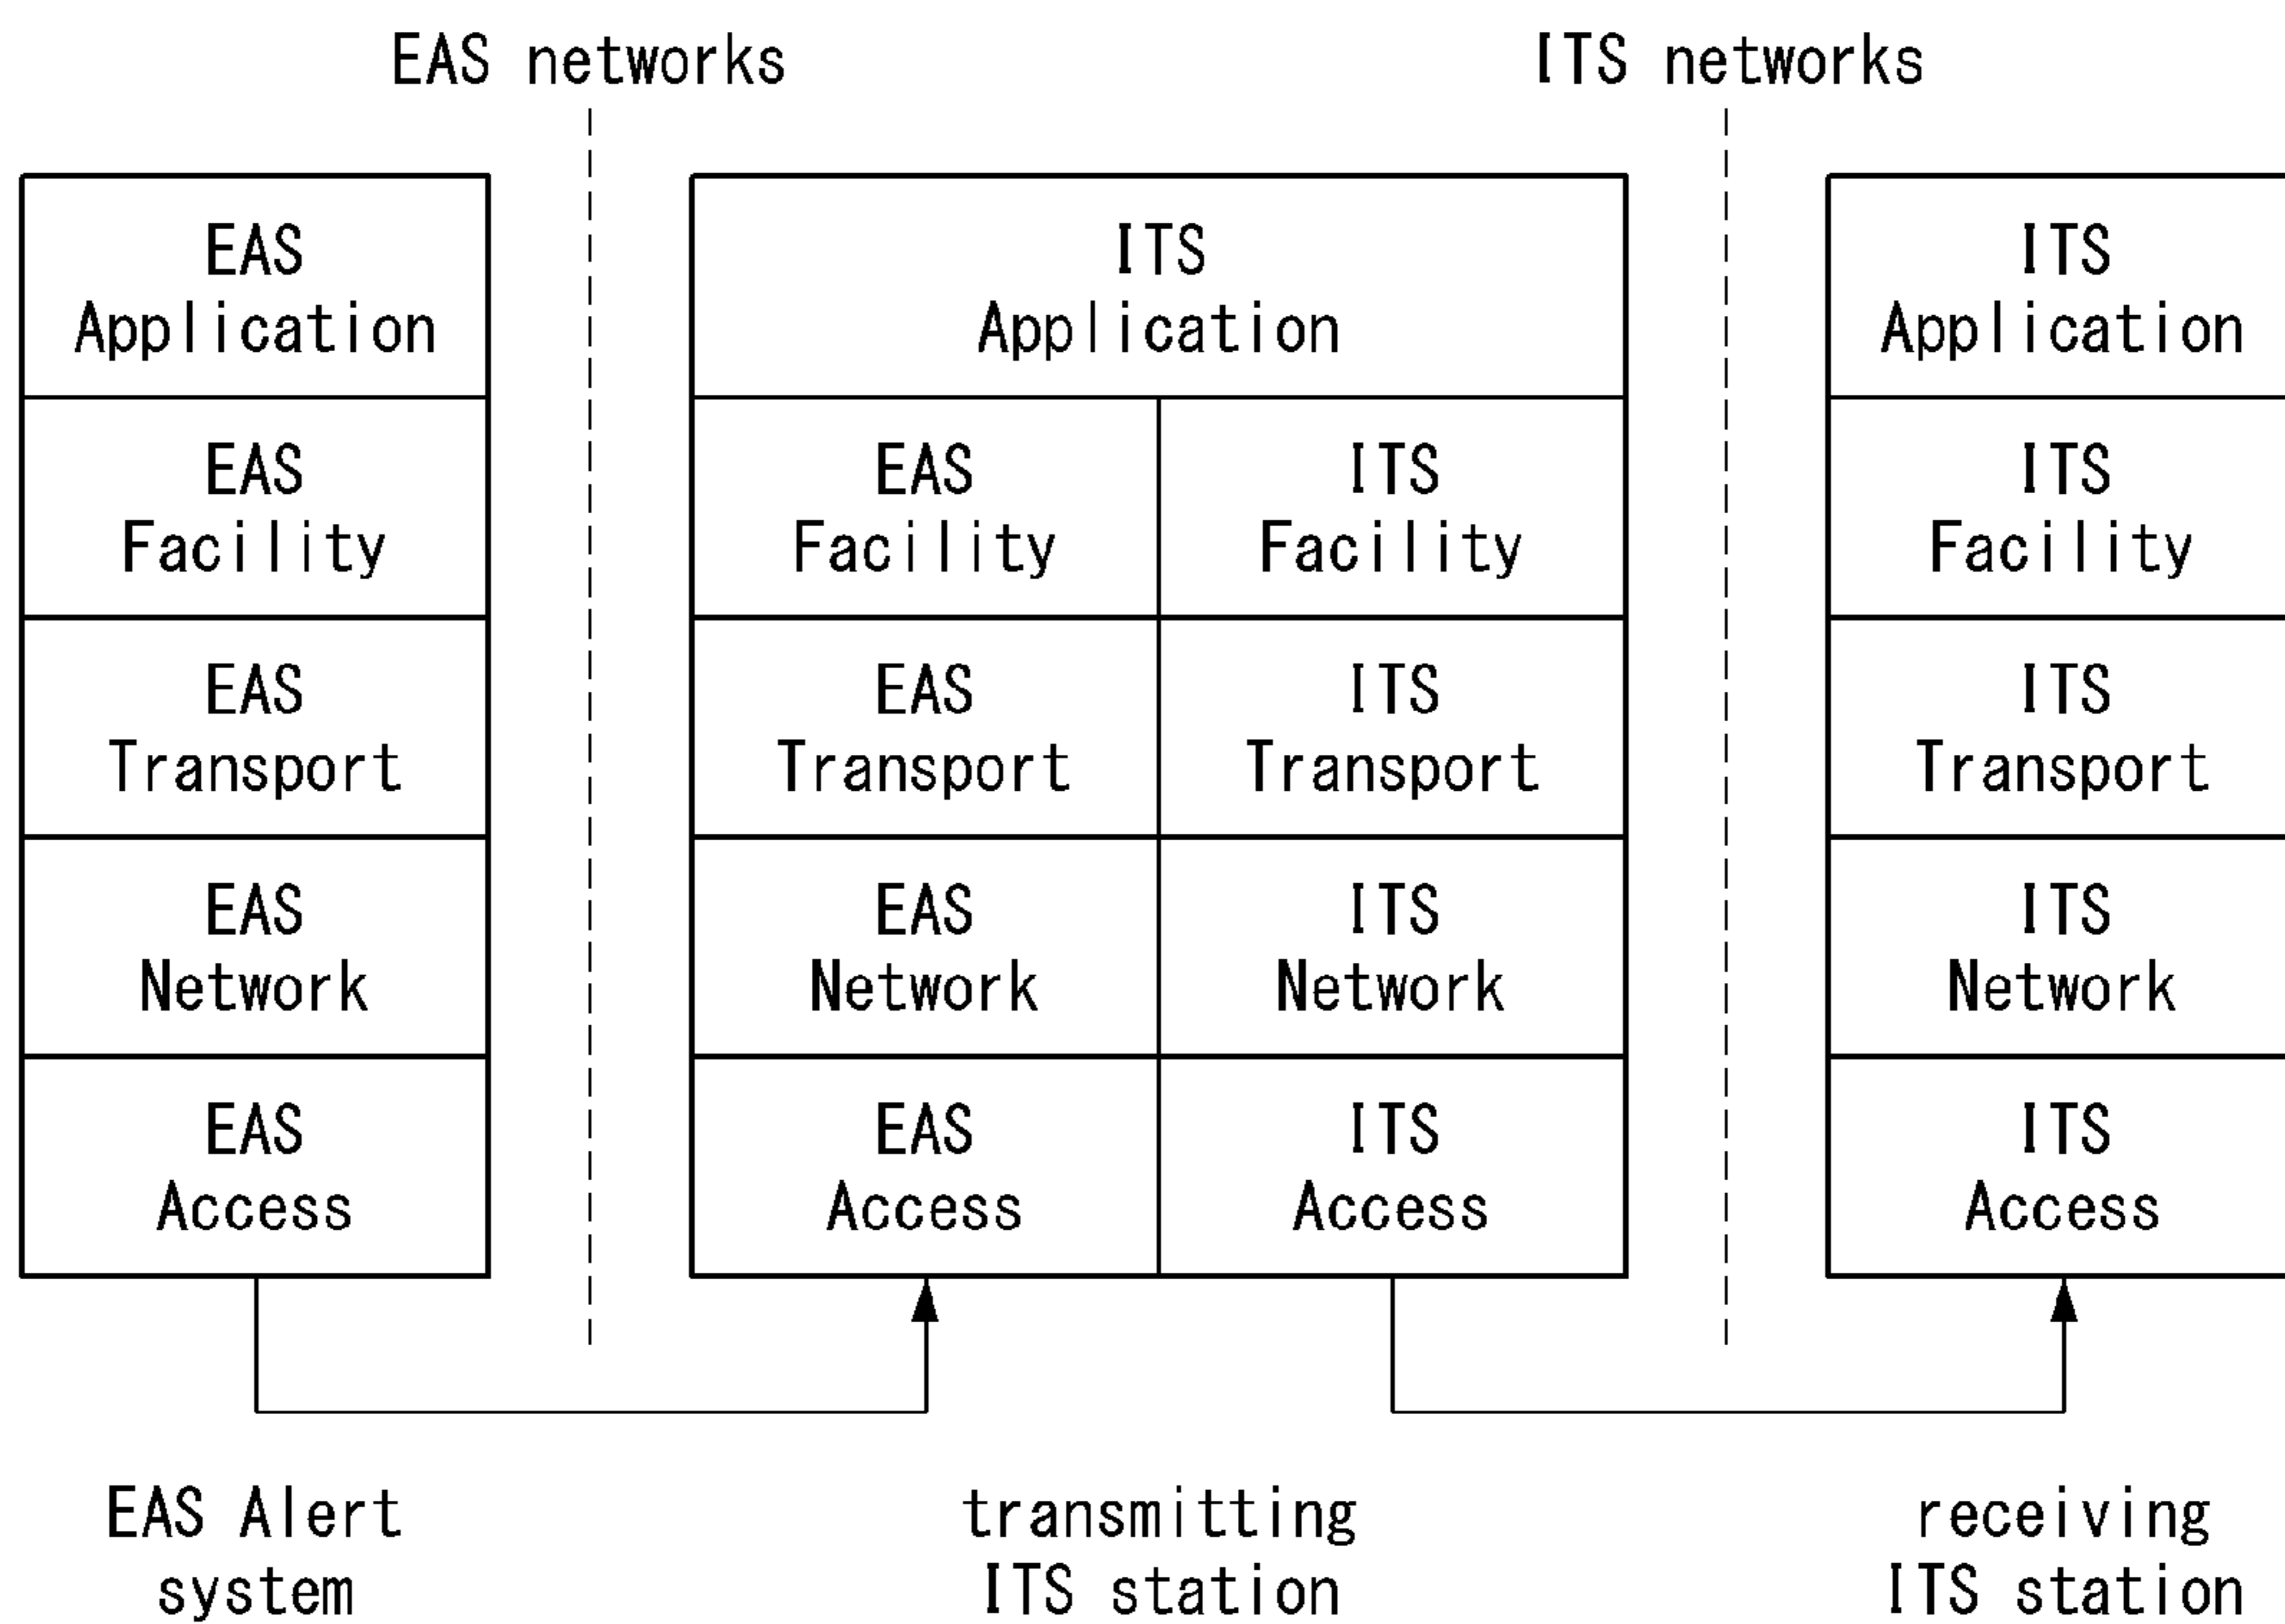 EAS networks
ITS networks
EAS
Application
ITS
Application
ITS
Application
EAS
Facility
EAS
Facility
ITS
Facility
ITS
Facility
EAS
Transport
EAS
Transport
ITS
Transport
ITS
Transport
EAS
Network
EAS
Network
ITS
Network
ITS
Network
EAS
Access
EAS
Access
ITS
Access
ITS
Access
EAS Alert
system
transmitting
ITS station
receiving
ITS station